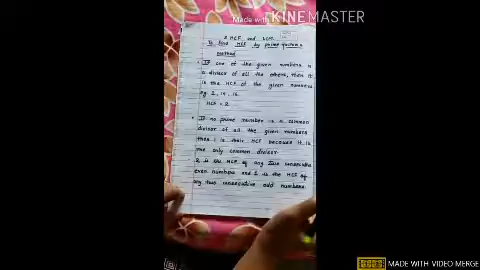 Made with KINEMASTER
2 HCF and LCM
To find HCF by prime factors
method
If one of the given numbers is
a divisor of all the others, then it
is the HCF of the given numbers
eg 2, 14, 16
HCF = 2
If no prime number is a common
divisor of all the given numbers
then 1 is their HCF because it is
the only common divisor
2 is the HCF of any two consecutive
even numbers and 1 is the HCF of
any two consecutive odd numbers
MADE WITH VIDEO MERGE